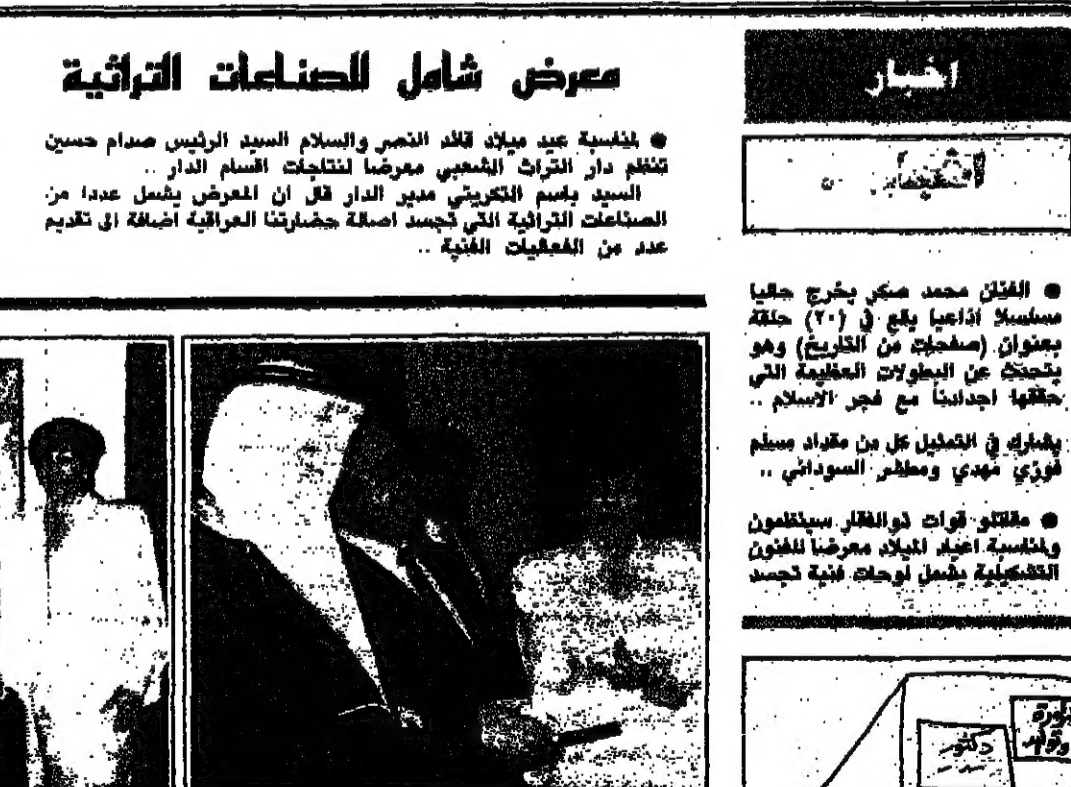 معرض شامل للصناعات التراثية
● لمناسبة عيد ميلاد قائد النصر والسلام السيد الرئيس صدام حسين
تنظم دار التراث الشعبي معرضا لنتاجات اقسام الدار ..
السيد باسم التكريتي مدير الدار قال ان المعرض يشمل عددا من
الصناعات التراثية التي تجسد اصالة حضارتنا العراقية اضافة الى تقديم
عدد من الفعاليات الفنية ..
اخبار
● الفنان محمد صكر يخرج حاليا
مسلسلا اذاعيا يقع في (٢٠) حلقة
بعنوان (صفحات من التاريخ) وهو
يتحدث عن البطولات العظيمة التي
حققها اجدادنا مع فجر الاسلام ..
يشارك في التمثيل كل من مقداد مسلم
فوزي مهدي ومظفر السوداني ..
● مقاتلو قوات ذوالفقار سينظمون
ولمناسبة اعياد الميلاد معرضا للفنون
التشكيلية يشمل لوحات فنية تجسد
دكتور